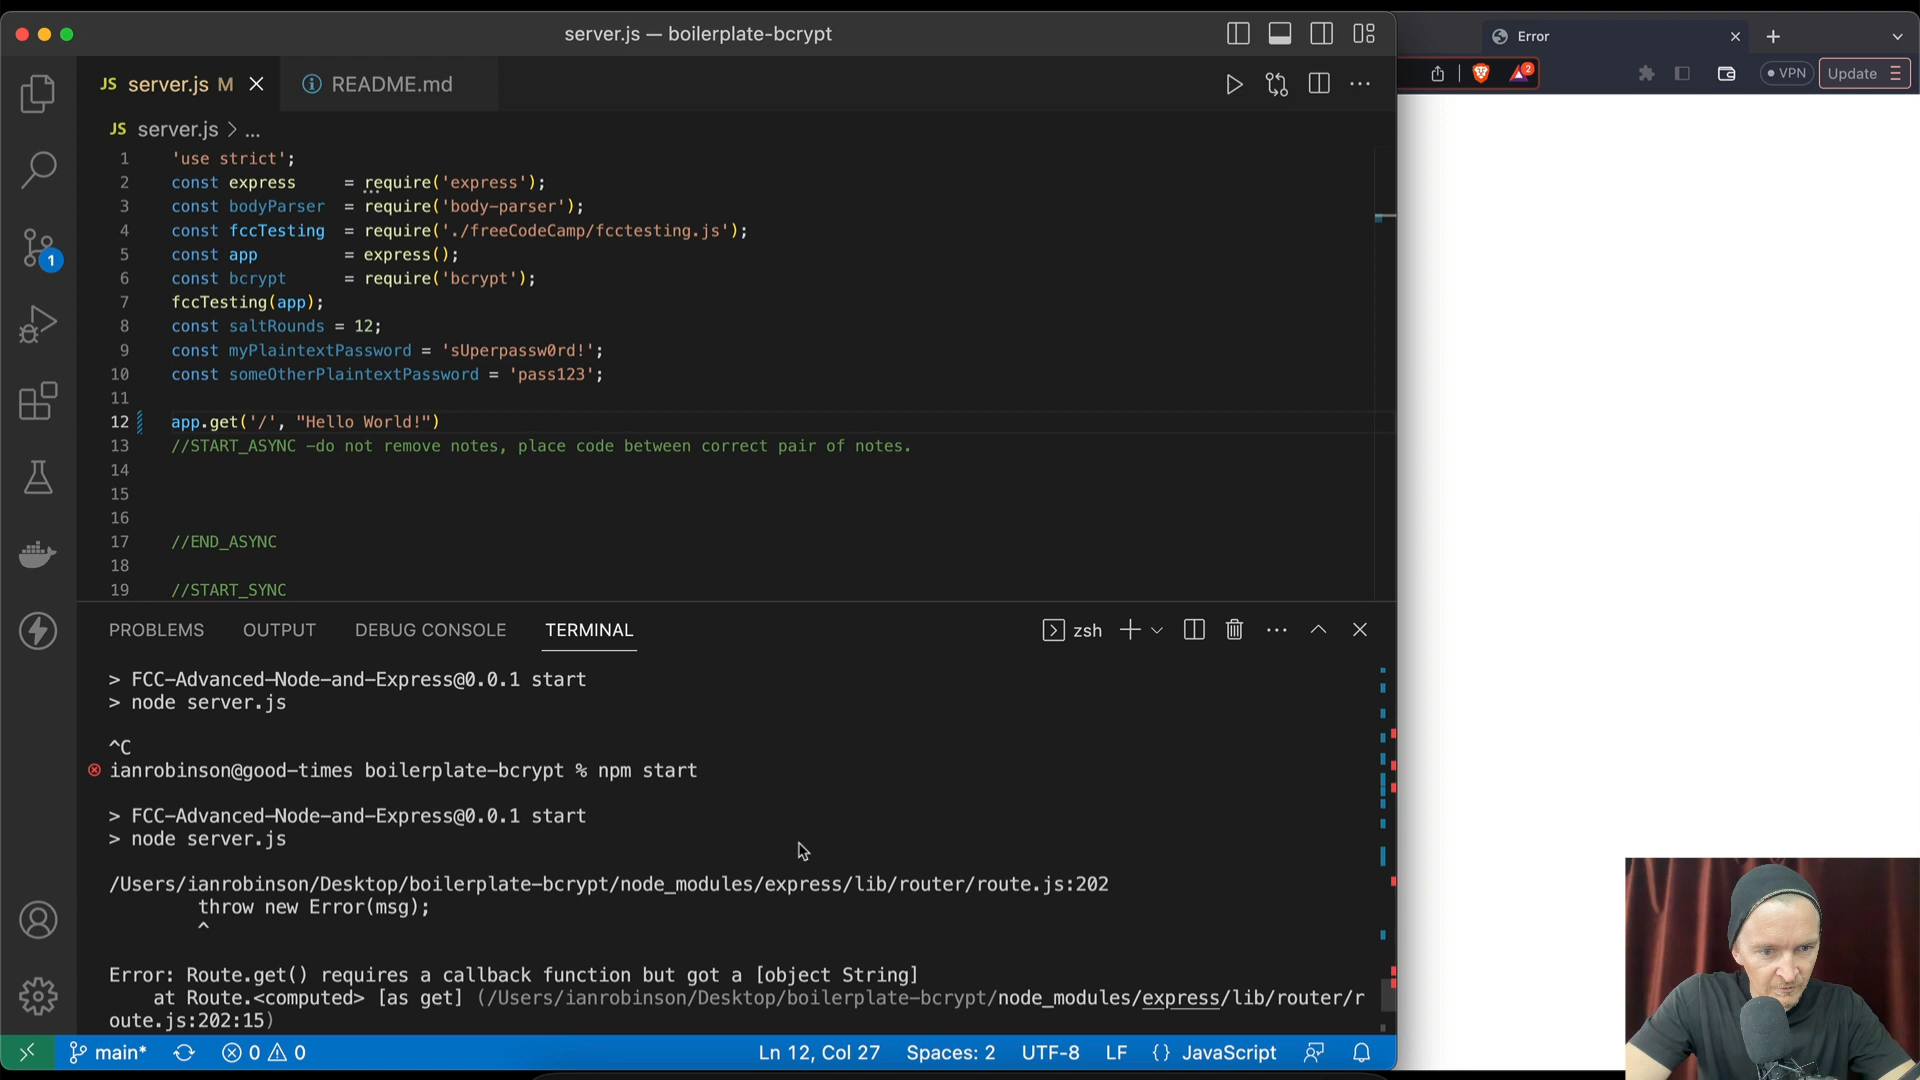 server.js — boilerplate-bcrypt
Error
JS server.js M
README.md
VPN
Update
2
JS server.js > ...
1 'use strict';
2 const express = require('express');
3 const bodyParser = require('body-parser');
4 const fccTesting = require('./freeCodeCamp/fcctesting.js');
5 const app = express();
6 const bcrypt = require('bcrypt');
7 fccTesting(app);
8 const saltRounds = 12;
9 const myPlaintextPassword = 'sUperpassw0rd!';
10 const someOtherPlaintextPassword = 'pass123';
11
12 app.get('/', "Hello World!")
13 //START_ASYNC -do not remove notes, place code between correct pair of notes.
14
15
16
17 //END_ASYNC
18
19 //START_SYNC
1
PROBLEMS OUTPUT DEBUG CONSOLE TERMINAL zsh
> FCC-Advanced-Node-and-Express@0.0.1 start
> node server.js
^C
ianrobinson@good-times boilerplate-bcrypt % npm start
> FCC-Advanced-Node-and-Express@0.0.1 start
> node server.js
/Users/ianrobinson/Desktop/boilerplate-bcrypt/node_modules/express/lib/router/route.js:202
throw new Error(msg);
^
Error: Route.get() requires a callback function but got a [object String]
at Route.<computed> [as get] (/Users/ianrobinson/Desktop/boilerplate-bcrypt/node_modules/express/lib/router/r
oute.js:202:15)
main* 0 0 Ln 12, Col 27 Spaces: 2 UTF-8 LF {} JavaScript